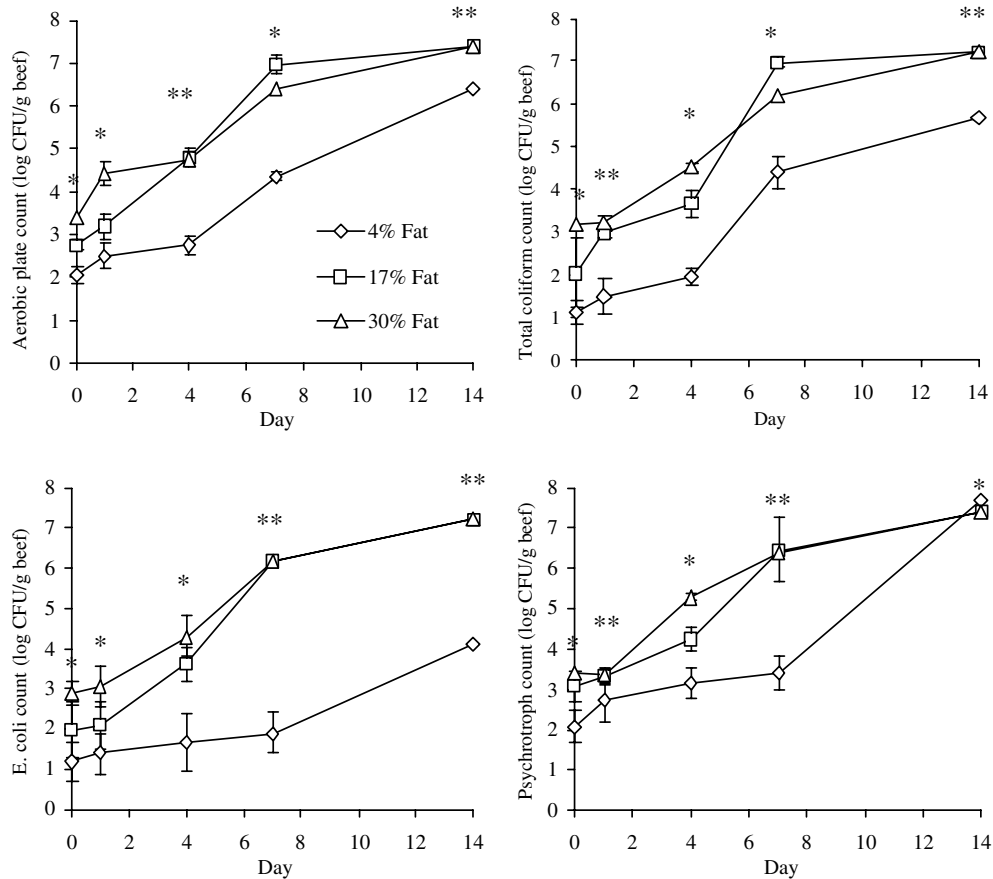 Aerobic plate count (log CFU/g beef)
8
7
6
5
4
3
2
1
0
0 2 4 6 8 10 12 14
Day
* * ** * **
4% Fat
17% Fat
30% Fat
Total coliform count (log CFU/g beef)
8
7
6
5
4
3
2
1
0
0 2 4 6 8 10 12 14
Day
* ** * * **
E. coli count (log CFU/g beef)
8
7
6
5
4
3
2
1
0
0 2 4 6 8 10 12 14
Day
* * * ** **
Psychrotroph count (log CFU/g beef)
8
7
6
5
4
3
2
1
0
0 2 4 6 8 10 12 14
Day
* ** * ** *